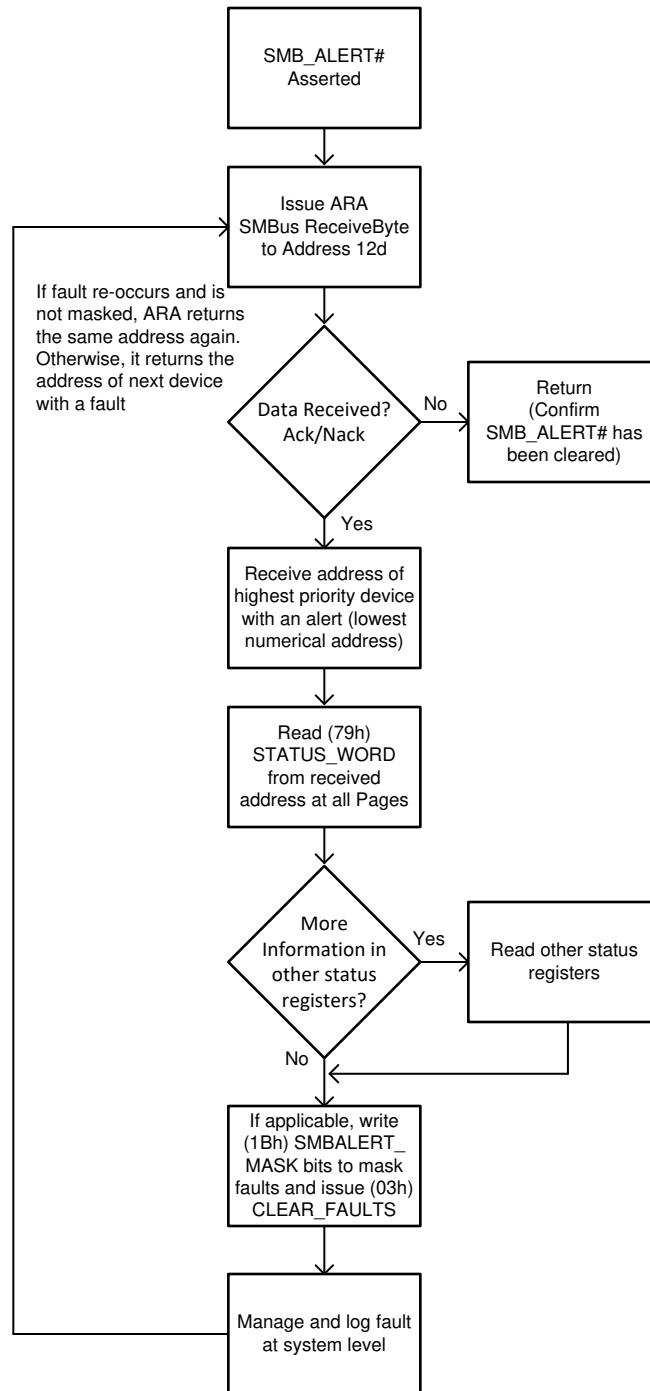 SMB_ALERT#
Asserted
Issue ARA
SMBus ReceiveByte
to Address 12d
If fault re-occurs and is
not masked, ARA returns
the same address again.
Otherwise, it returns the
address of next device
with a fault
Data Received?
Ack/Nack
No
Return
(Confirm
SMB_ALERT# has
been cleared)
Yes
Receive address of
highest priority device
with an alert (lowest
numerical address)
Read (79h)
STATUS_WORD
from received
address at all Pages
More
Information in
other status
registers?
Yes
Read other status
registers
No
If applicable, write
(1Bh) SMBALERT_
MASK bits to mask
faults and issue (03h)
CLEAR_FAULTS
Manage and log fault
at system level